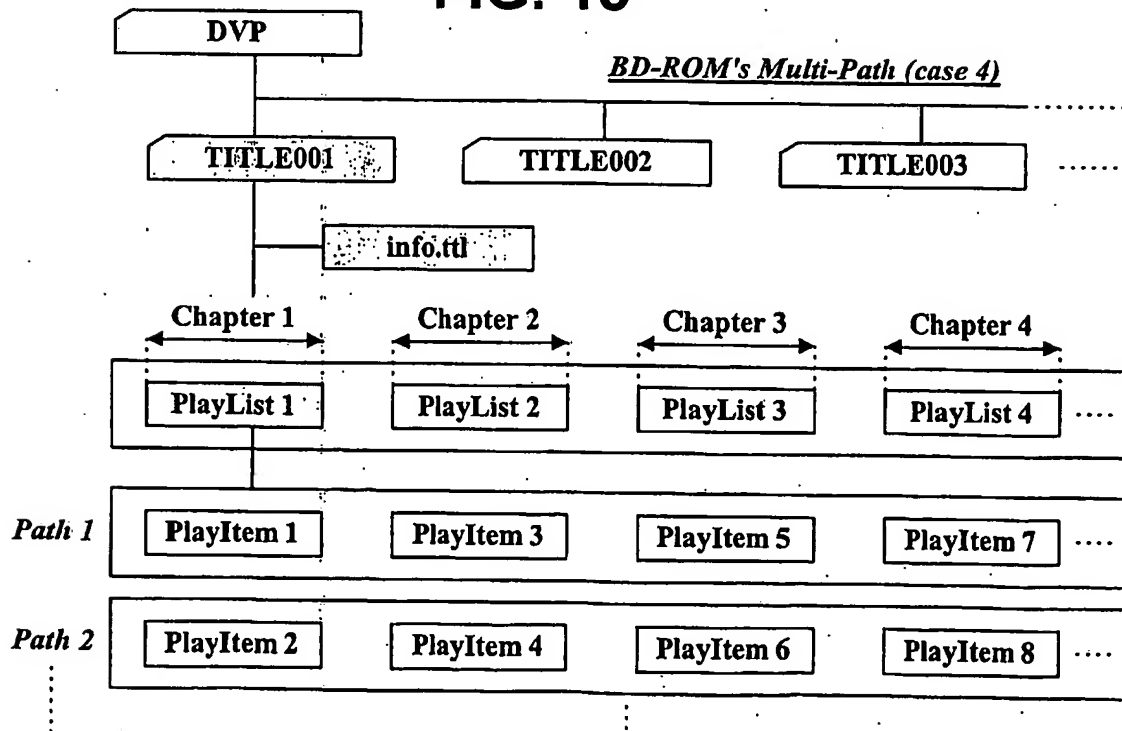 DVP
BD-ROM's Multi-Path (case 4)
TITLE001 TITLE002 TITLE003
info.ttl
Chapter 1 Chapter 2 Chapter 3 Chapter 4
PlayList 1 PlayList 2 PlayList 3 PlayList 4
Path 1 PlayItem 1 PlayItem 3 PlayItem 5 PlayItem 7
Path 2 PlayItem 2 PlayItem 4 PlayItem 6 PlayItem 8